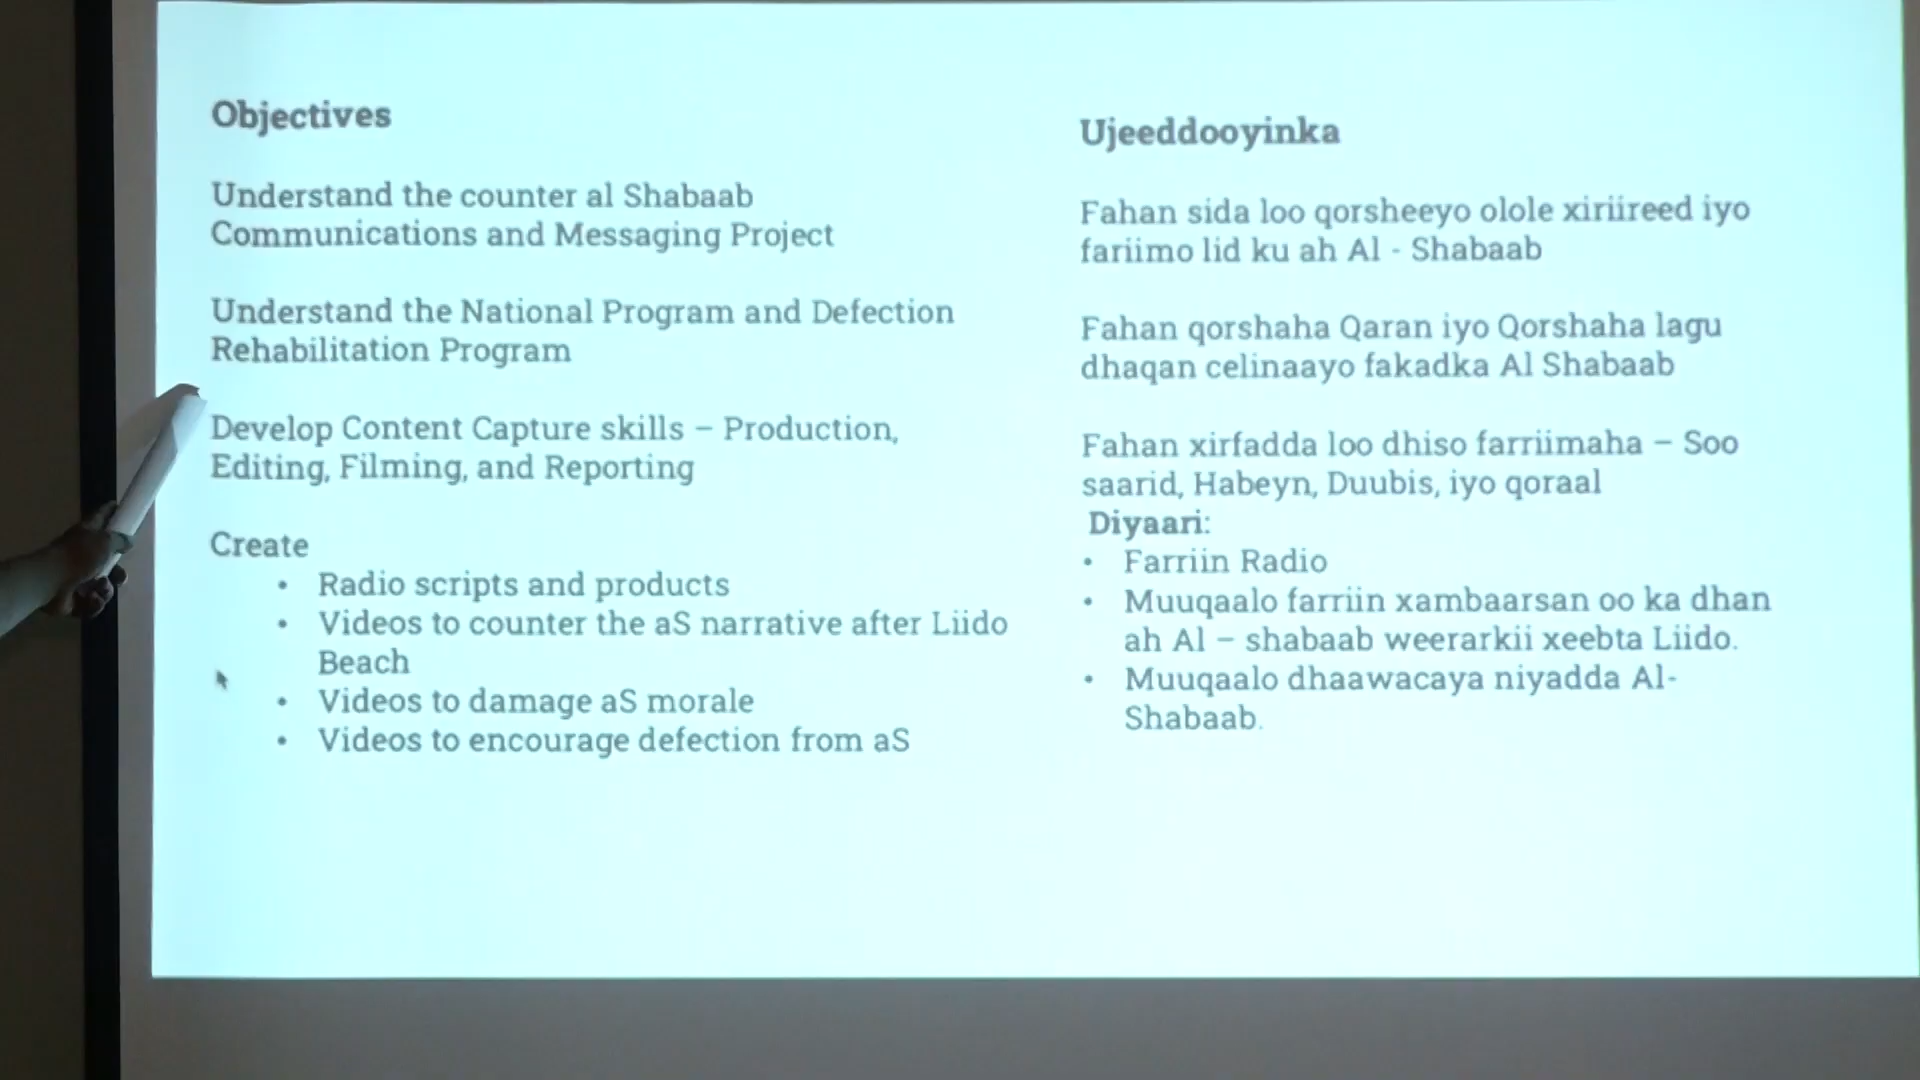 Objectives
Understand the counter al Shabaab
Communications and Messaging Project
Understand the National Program and Defection
Rehabilitation Program
Develop Content Capture skills – Production,
Editing, Filming, and Reporting
Create
• Radio scripts and products
• Videos to counter the aS narrative after Liido
Beach
• Videos to damage aS morale
• Videos to encourage defection from aS
Ujeeddooyinka
Fahan sida loo qorsheeyo olole xiriireed iyo
fariimo lid ku ah Al - Shabaab
Fahan qorshaha Qaran iyo Qorshaha lagu
dhaqan celinaayo fakadka Al Shabaab
Fahan xirfadda loo dhiso farriimaha – Soo
saarid, Habeyn, Duubis, iyo qoraal
Diyaari:
• Farriin Radio
• Muuqaalo farriin xambaarsan oo ka dhan
ah Al – shabaab weerarkii xeebta Liido.
• Muuqaalo dhaawacaya niyadda Al-
Shabaab.